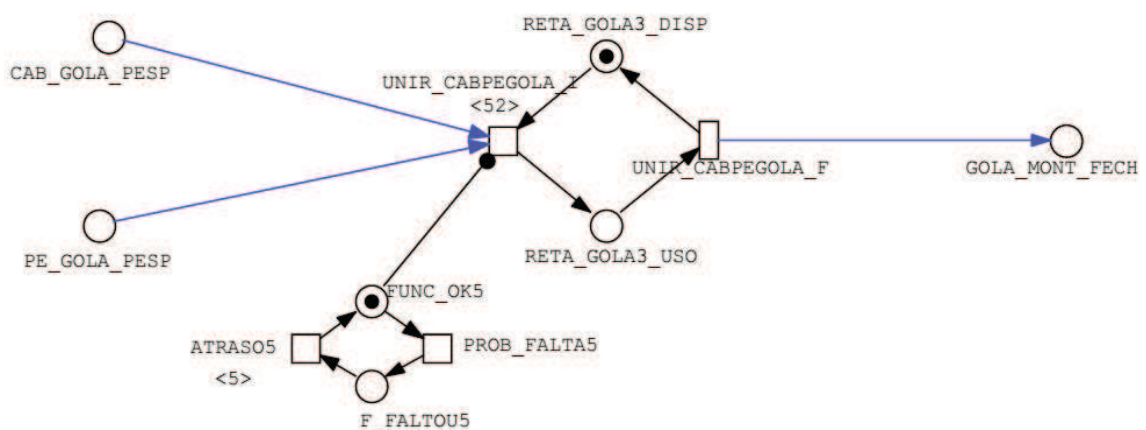 RETA_GOLA3_DISP
CAB_GOLA_PESP
UNIR_CABPEGOLA_I
<52>
UNIR_CABPEGOLA_F
GOLA_MONT_FECH
PE_GOLA_PESP
RETA_GOLA3_USO
FUNC_OK5
ATRASO5
PROB_FALTA5
<5>
F_FALTOU5